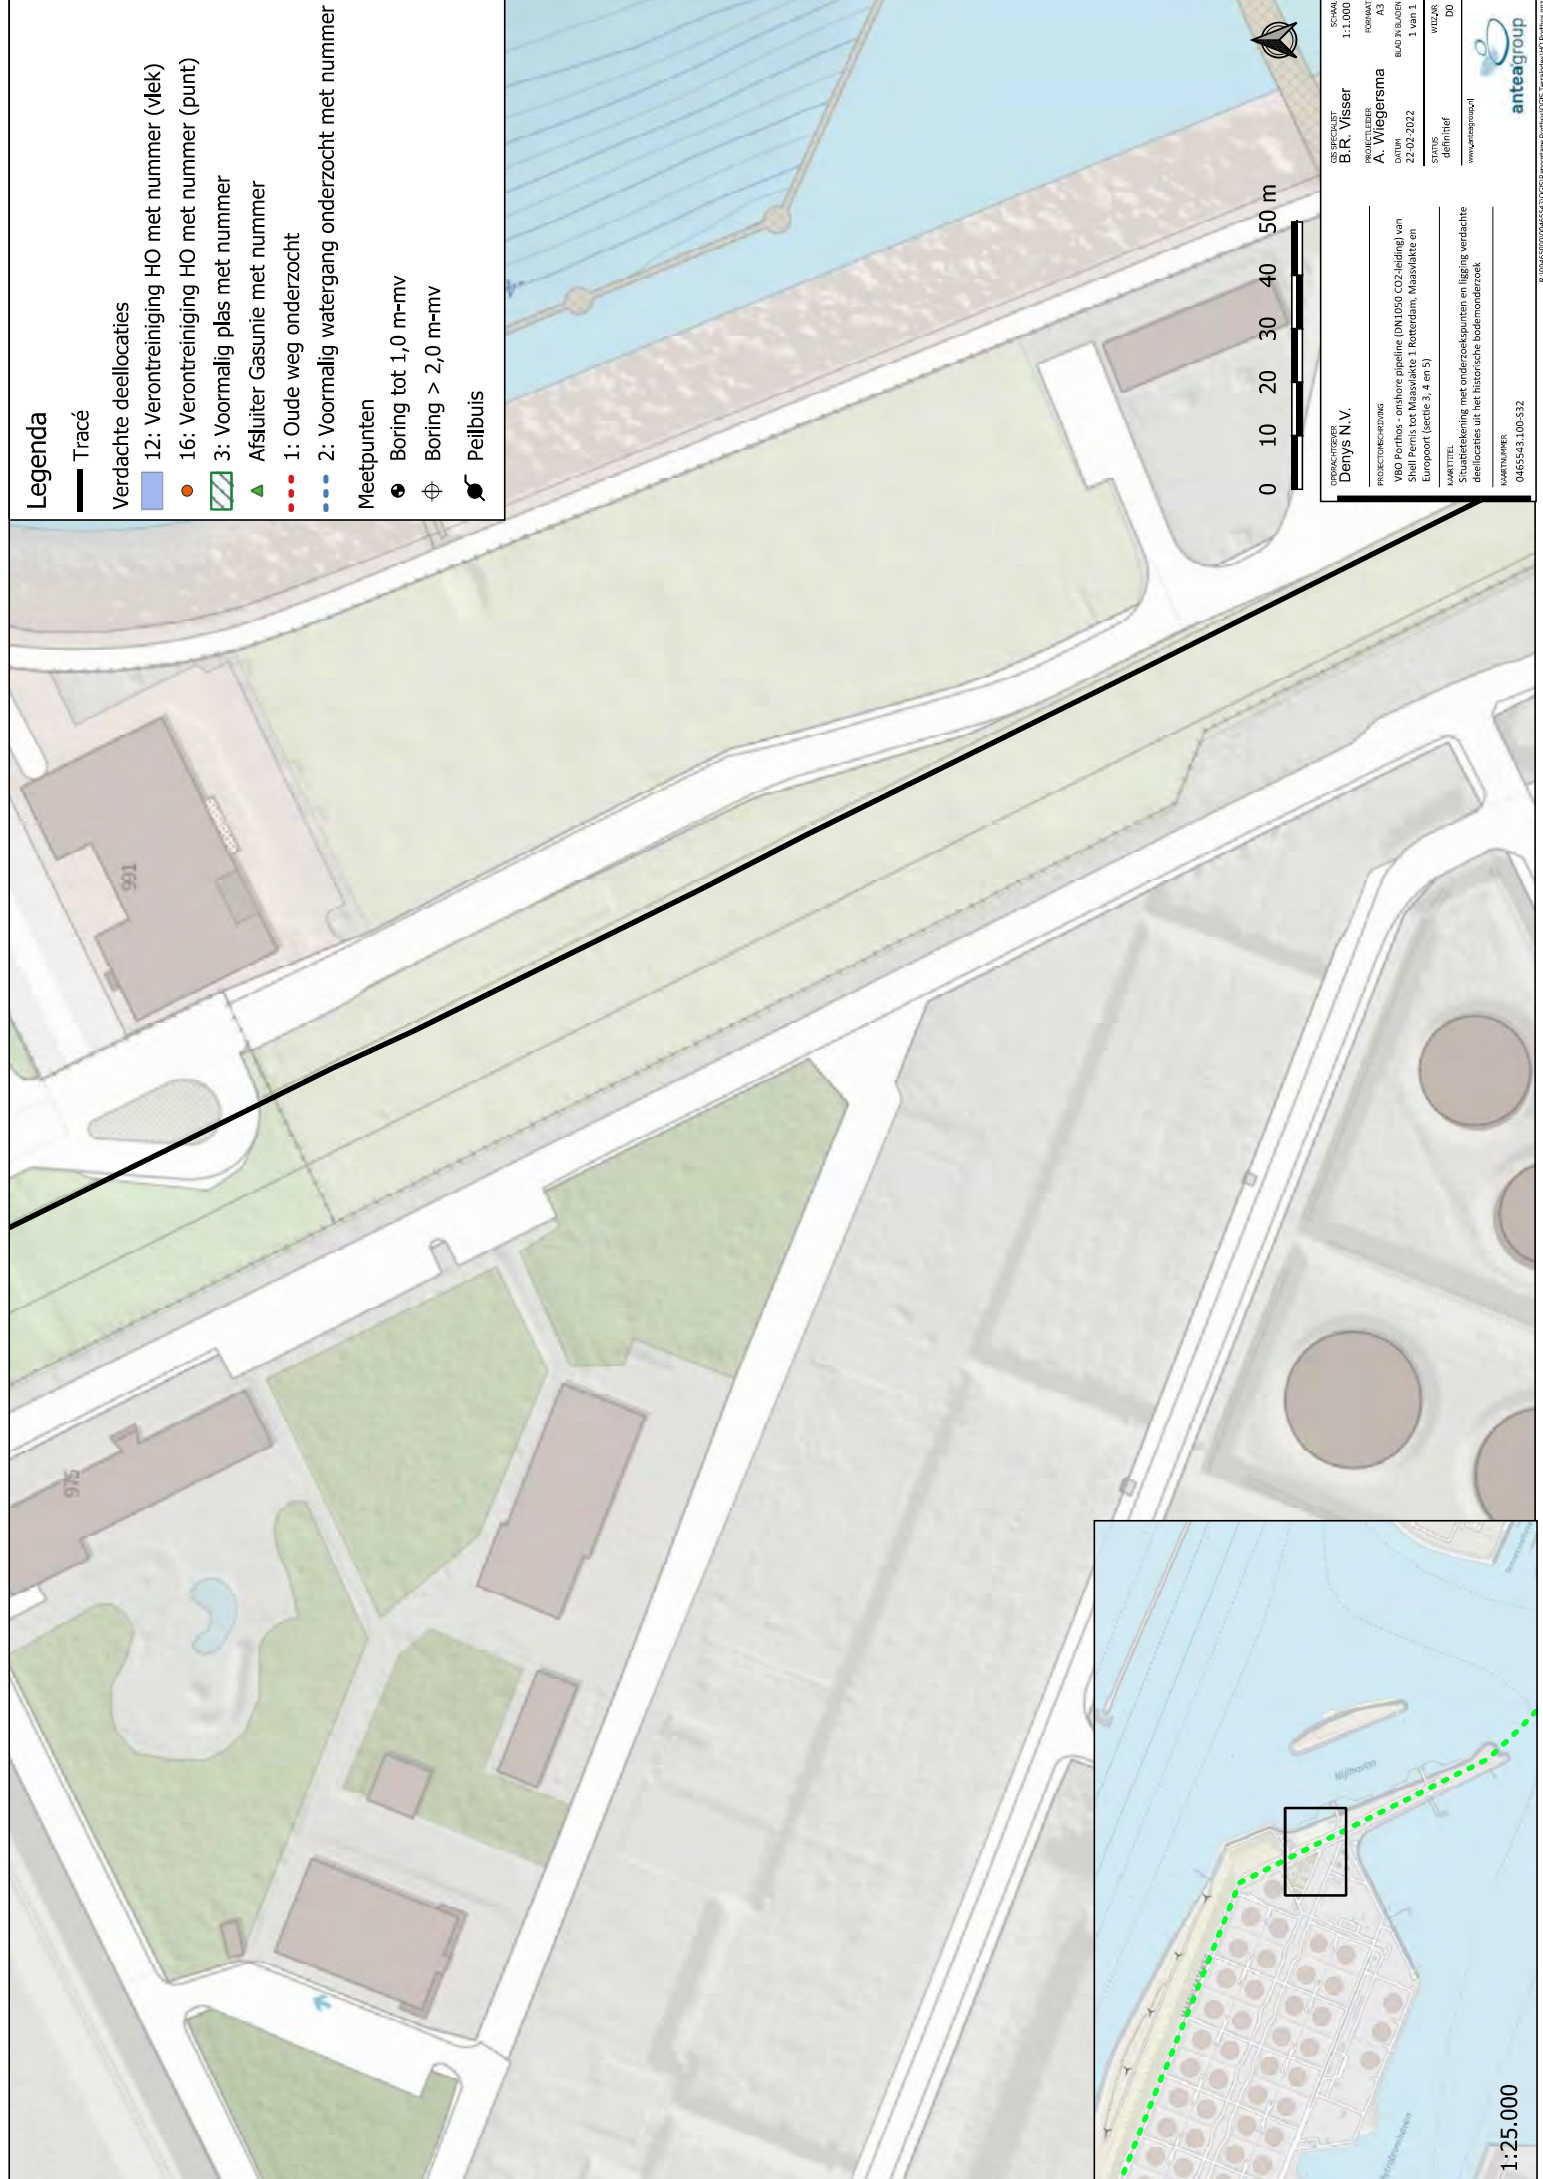 Legenda
Tracé
Verdachte deellocaties
12: Verontreiniging HO met nummer (vlek)
16: Verontreiniging HO met nummer (punt)
3: Voormalig plas met nummer
Afsluiter Gasunie met nummer
1: Oude weg onderzocht
2: Voormalig watergang onderzocht met nummer
Meetpunten
Boring tot 1,0 m-mv
Boring > 2,0 m-mv
Peilbuis
991
975
0 10 20 30 40 50 m
OPDRACHTGEVER
Denys N.V.
PROJECTOMSCHRIJVING
VBO Porthos - onshore pipeline (DN1050 CO2-leiding) van
Shell Pernis tot Maasvlakte 1 Rotterdam, Maasvlakte en
Europoort (sectie 3, 4 en 5)
KAARTTITEL
Situatietekening met onderzoekspunten en ligging verdachte
deellocaties uit het historische bodemonderzoek
KAARTNUMMER
0465543.100-S32
GIS SPECIALIST
B.R. Visser
SCHAAL
1:1.000
PROJECTLEIDER
A. Wiegersma
FORMAAT
A3
DATUM
22-02-2022
BLAD IN BLADEN
1 van 1
STATUS
definitief
WIJZ.NR
D0
www.anteagroup.nl
anteagroup
Nijlhaven
1:25.000